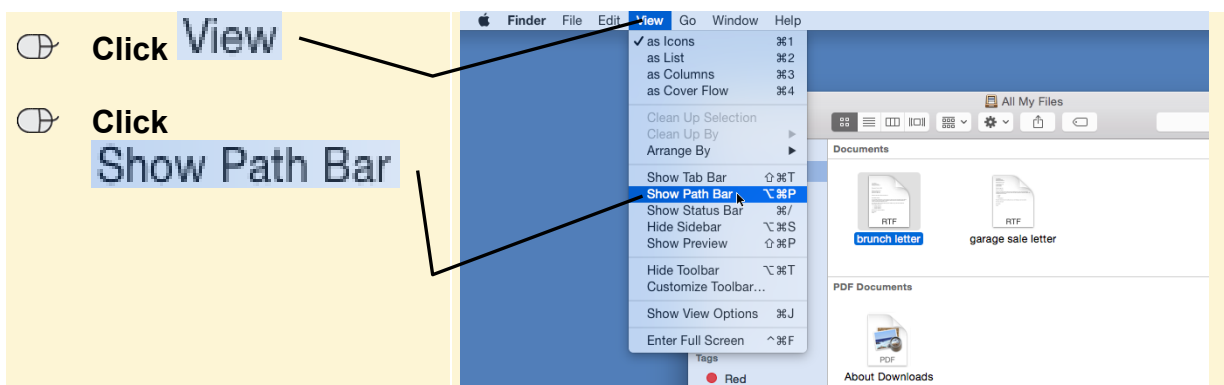 Click View
Click
Show Path Bar
Finder File Edit View Go Window Help
✓ as Icons ⌘1
as List ⌘2
as Columns ⌘3
as Cover Flow ⌘4
Clean Up Selection
Clean Up By ▶
Arrange By ▶
Show Tab Bar ⇧⌘T
Show Path Bar ⌥⌘P
Show Status Bar ⌘/
Hide Sidebar ⌥⌘S
Show Preview ⇧⌘P
Hide Toolbar ⌥⌘T
Customize Toolbar...
Show View Options ⌘J
Enter Full Screen ^⌘F
Tags
Red
All My Files
Documents
RTF
brunch letter
RTF
garage sale letter
PDF Documents
PDF
About Downloads